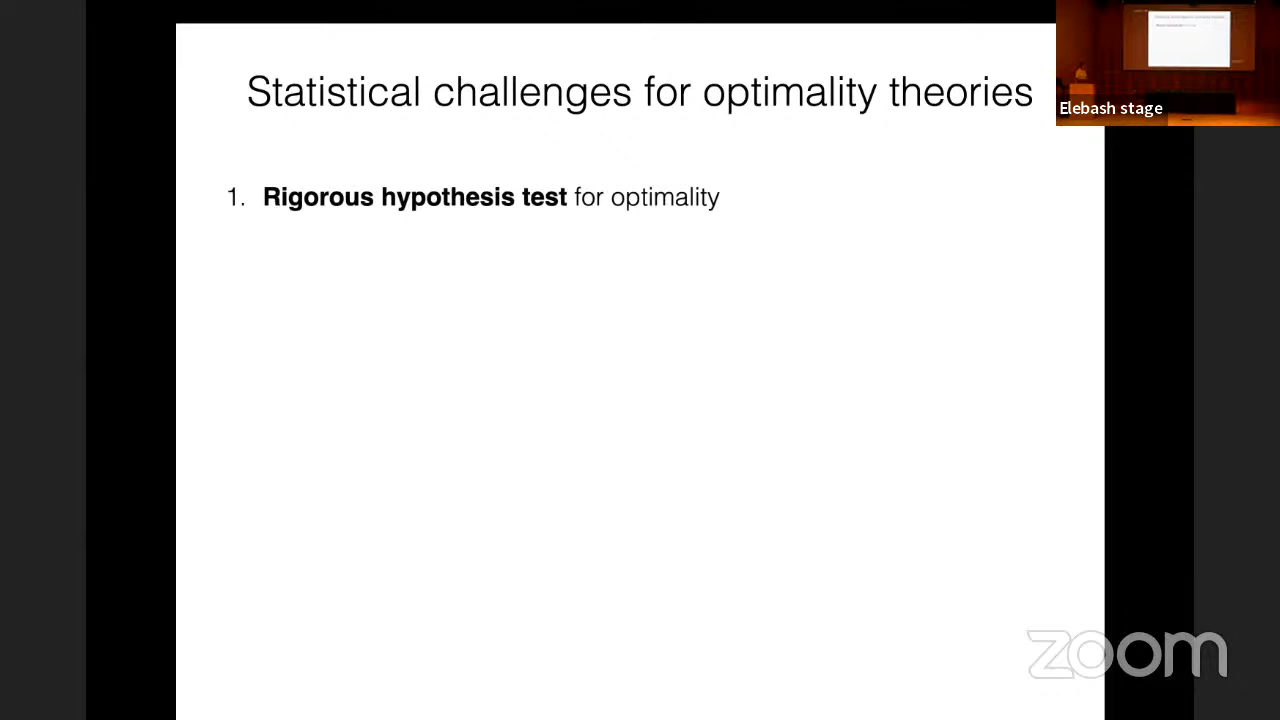 Statistical challenges for optimality theories
Elebash stage
1. Rigorous hypothesis test for optimality
zoom